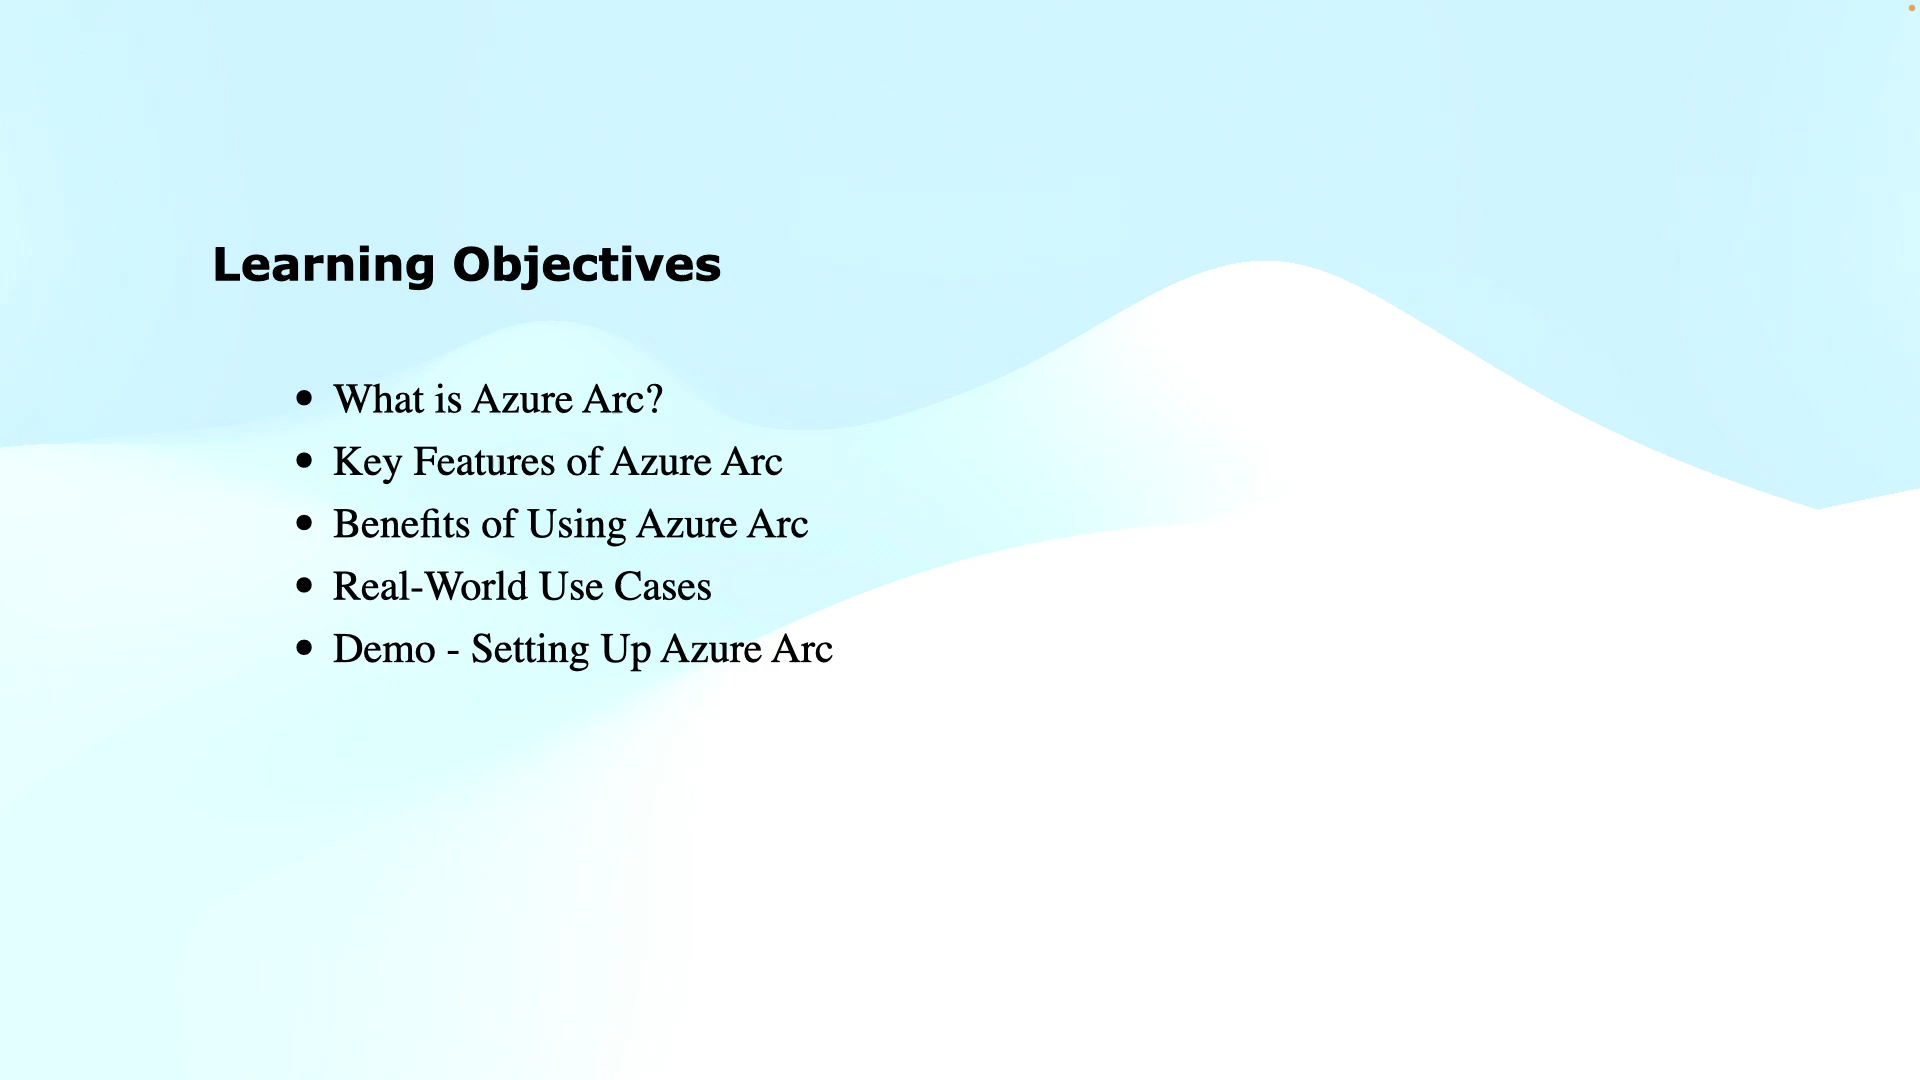 Learning Objectives
• What is Azure Arc?
• Key Features of Azure Arc
• Benefits of Using Azure Arc
• Real-World Use Cases
• Demo - Setting Up Azure Arc